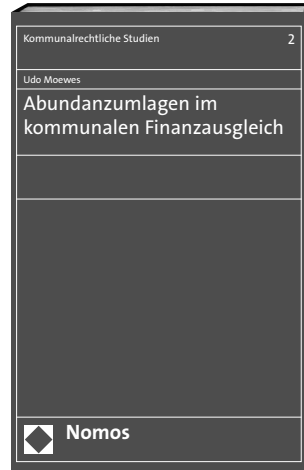 Kommunalrechtliche Studien 2
Udo Moewes
Abundanzumlagen im
kommunalen Finanzausgleich
Nomos